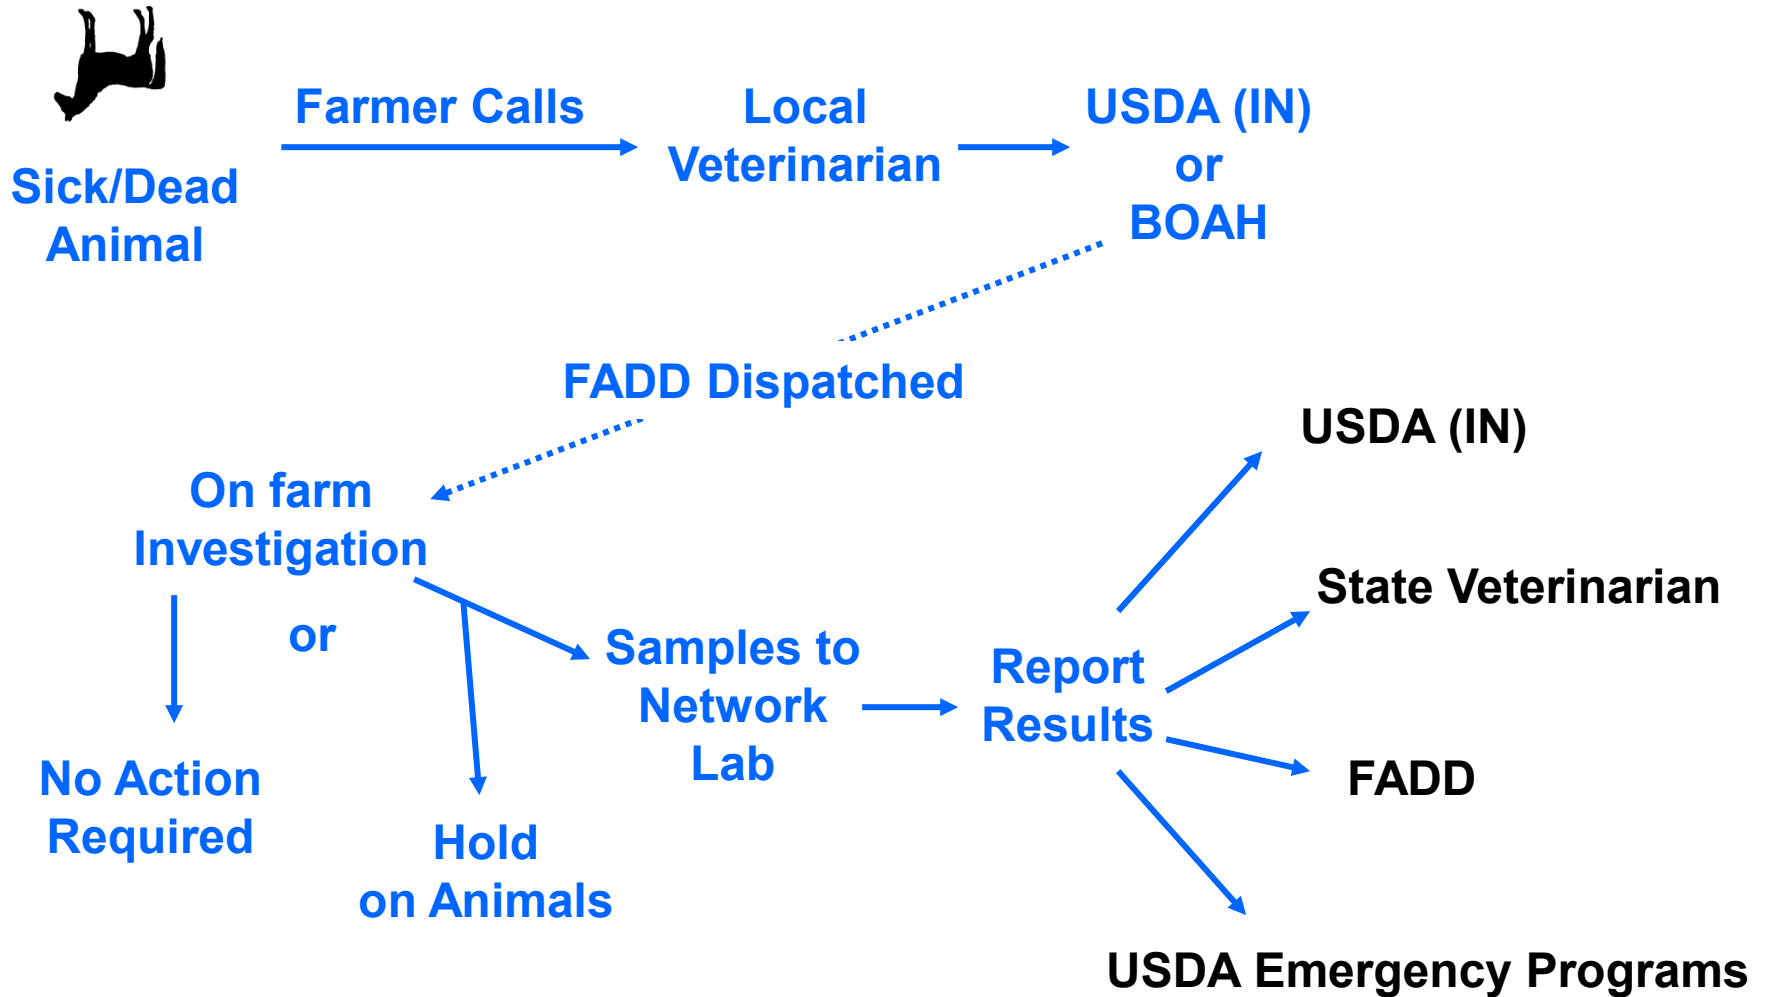 Farmer Calls
Local
Veterinarian
USDA (IN)
or
BOAH
Sick/Dead
Animal
FADD Dispatched
On farm
Investigation
or
No Action
Required
Hold
on Animals
Samples to
Network
Lab
Report
Results
USDA (IN)
State Veterinarian
FADD
USDA Emergency Programs